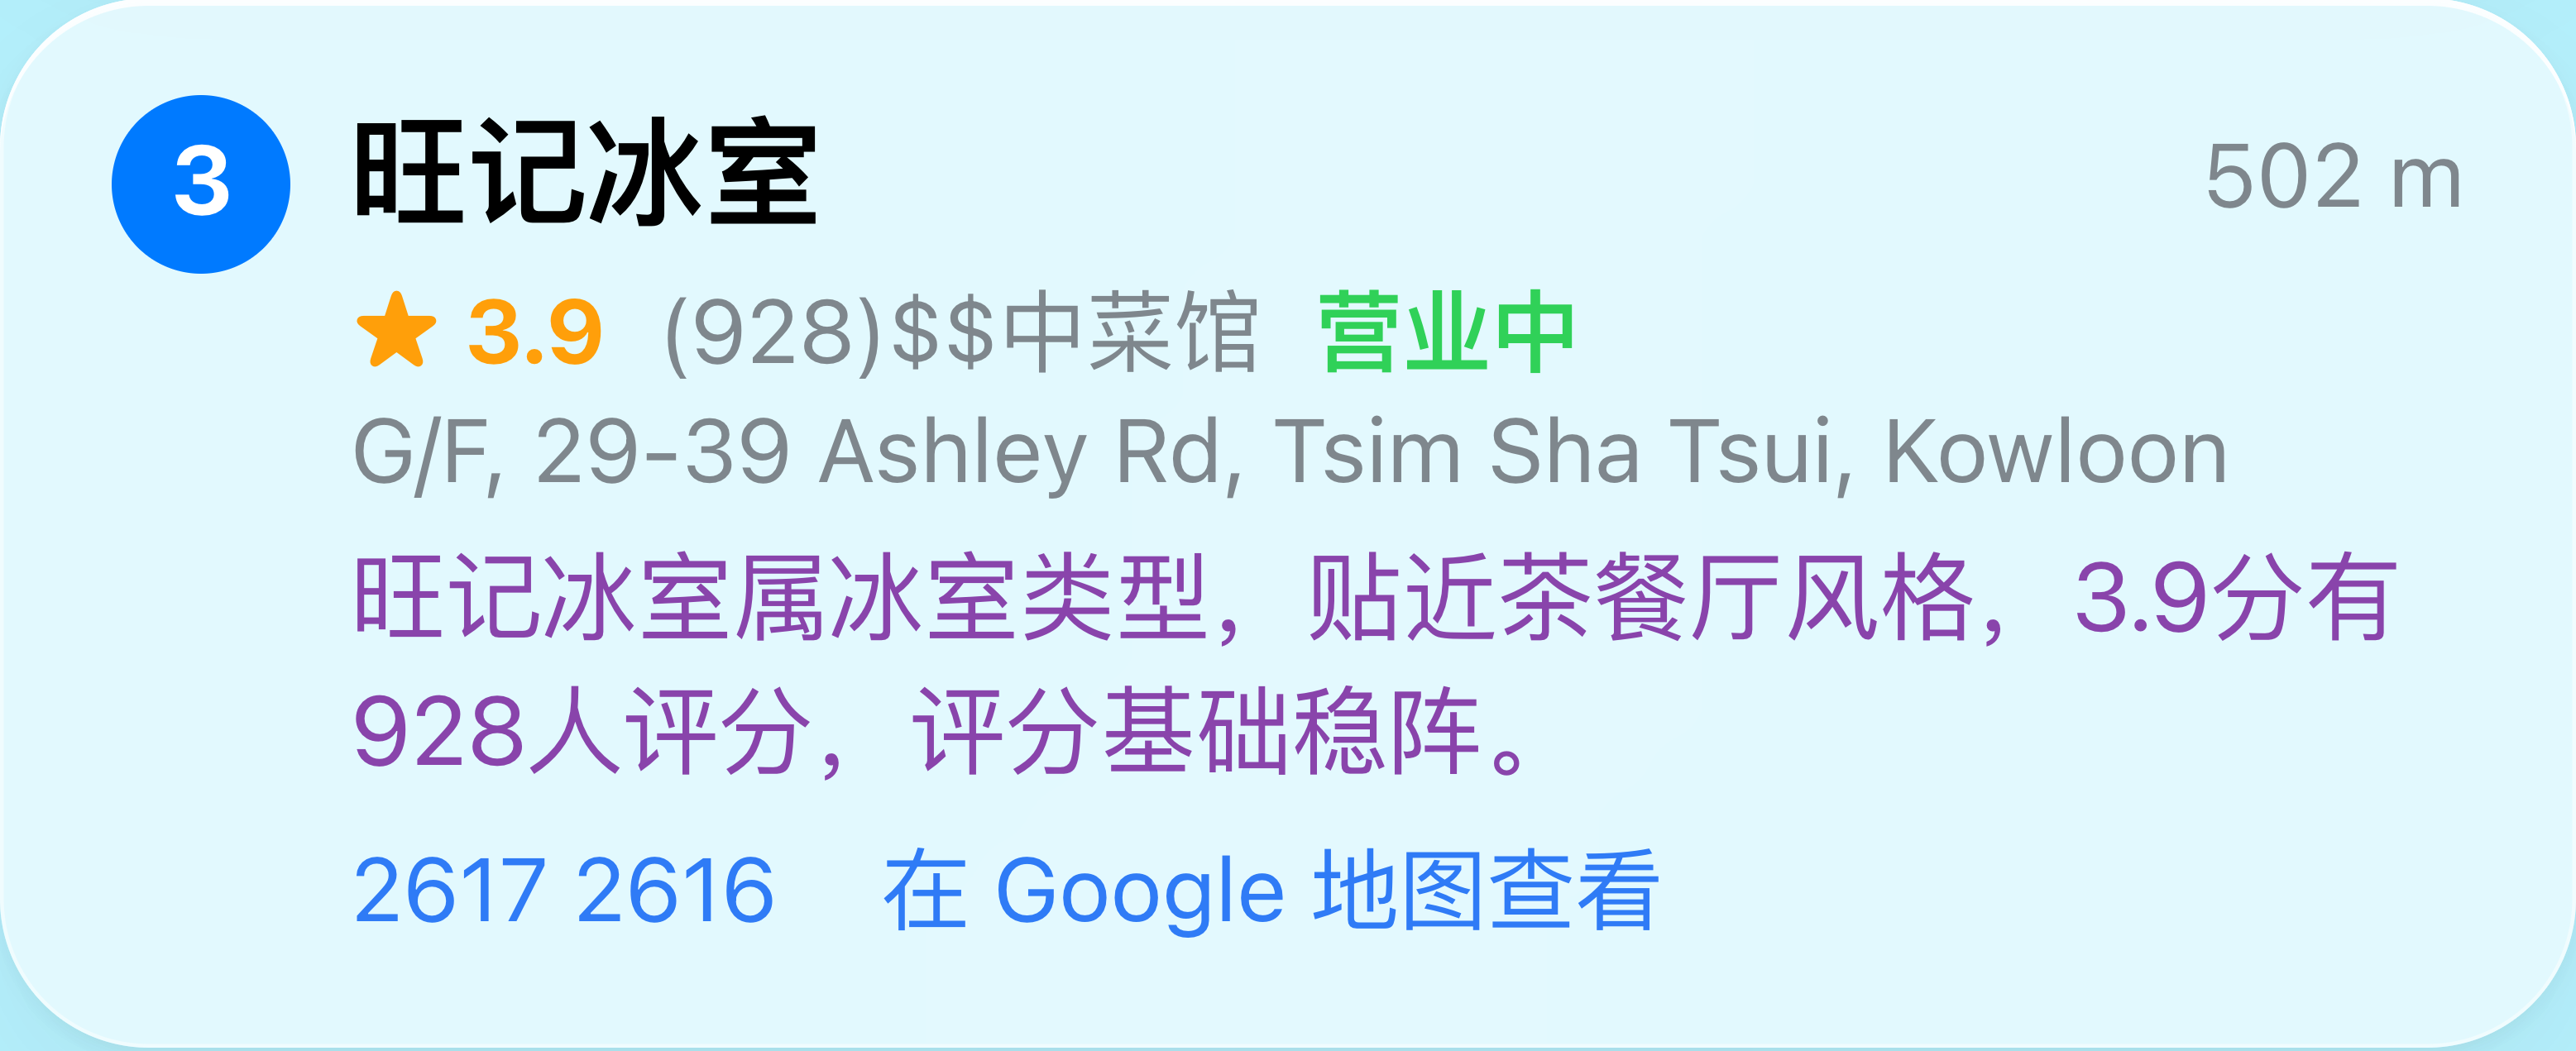 3
旺记冰室
502 m
★ 3.9 (928)$$中菜馆 营业中
G/F, 29-39 Ashley Rd, Tsim Sha Tsui, Kowloon
旺记冰室属冰室类型，贴近茶餐厅风格，3.9分有
928人评分，评分基础稳阵。
2617 2616 在 Google 地图查看